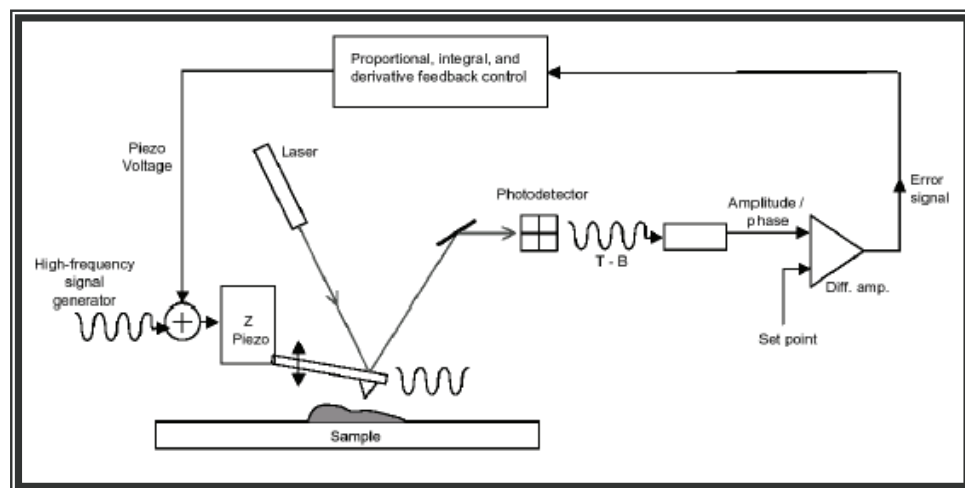 Proportional, integral, and
derivative feedback control
Piezo
Voltage
Laser
Photodetector
Amplitude /
phase
Error
signal
T - B
High-frequency
signal
generator
Z
Piezo
Diff. amp.
Set point
Sample